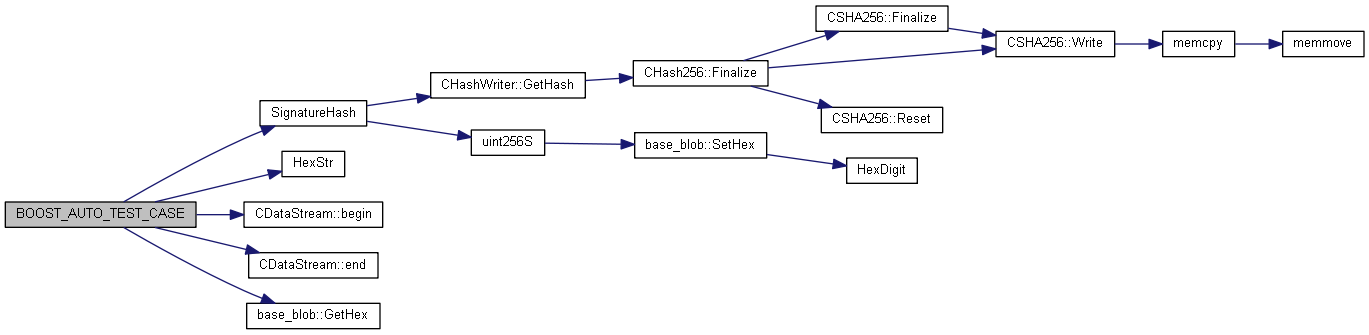 BOOST_AUTO_TEST_CASE
SignatureHash
HexStr
CDataStream::begin
CDataStream::end
base_blob::GetHex
CHashWriter::GetHash
uint256S
CHash256::Finalize
base_blob::SetHex
CSHA256::Finalize
CSHA256::Write
CSHA256::Reset
HexDigit
memcpy
memmove